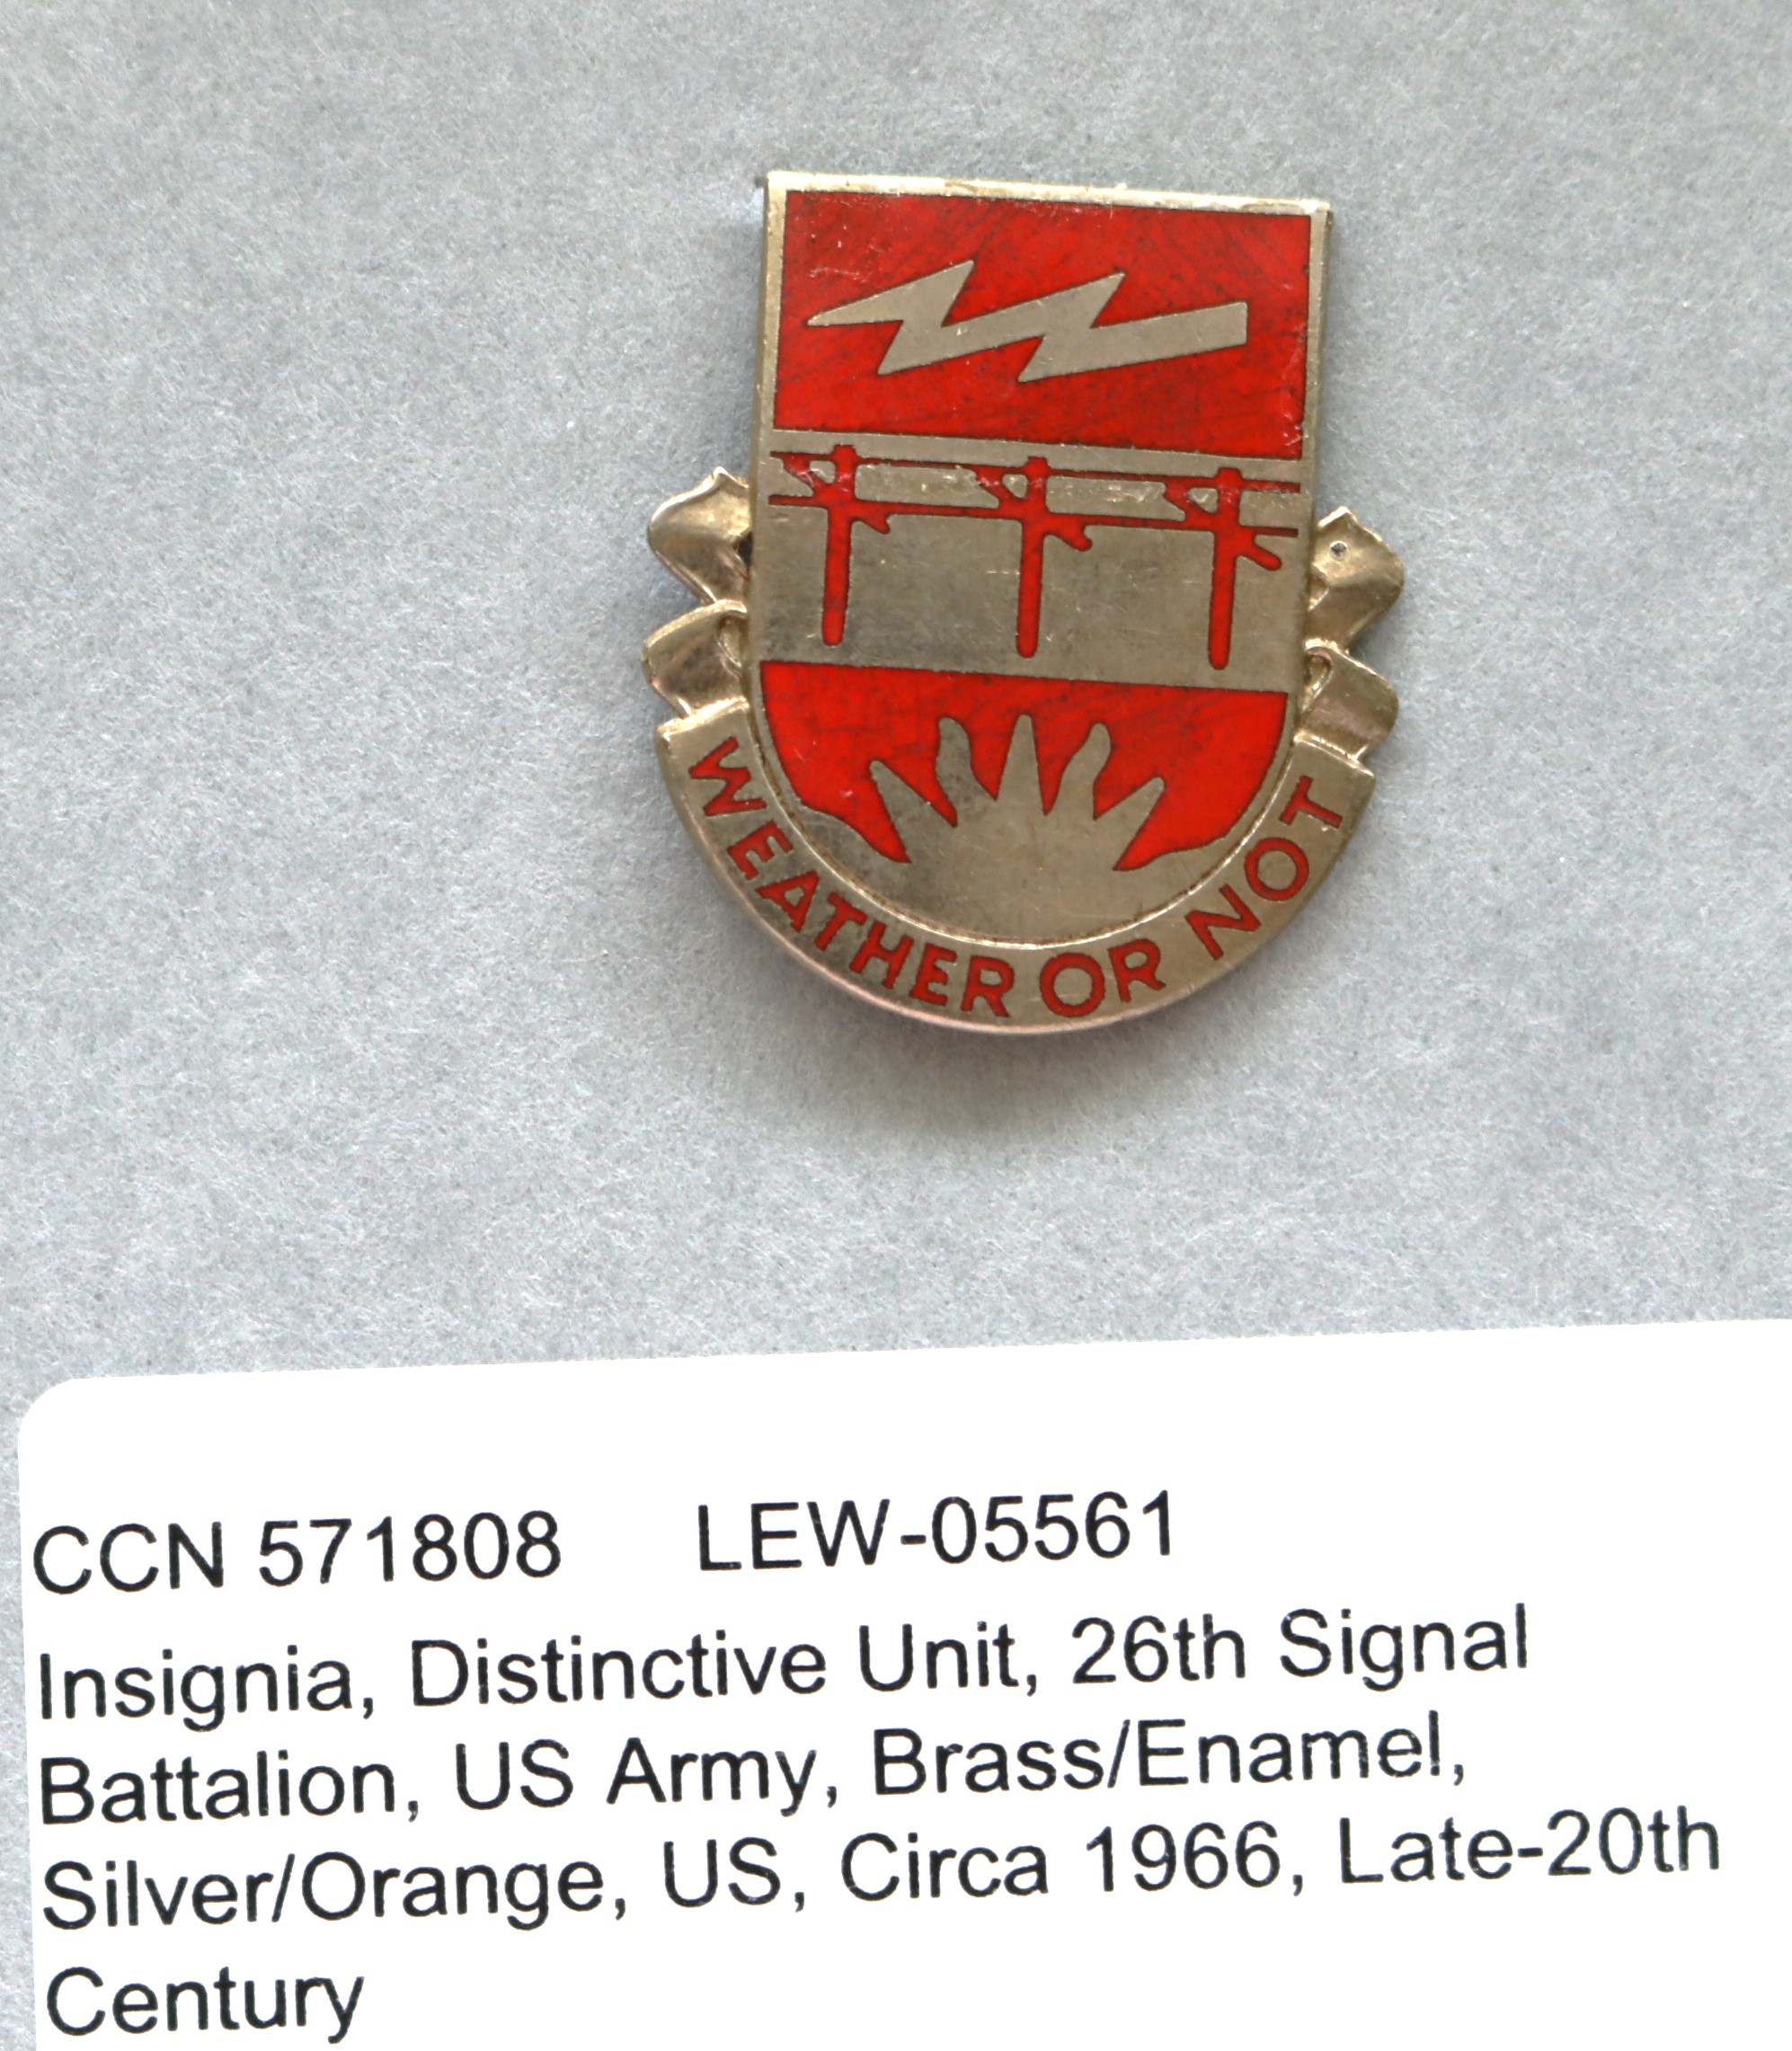 WEATHER OR NOT
CCN 571808 LEW-05561
Insignia, Distinctive Unit, 26th Signal
Battalion, US Army, Brass/Enamel,
Silver/Orange, US, Circa 1966, Late-20th
Century